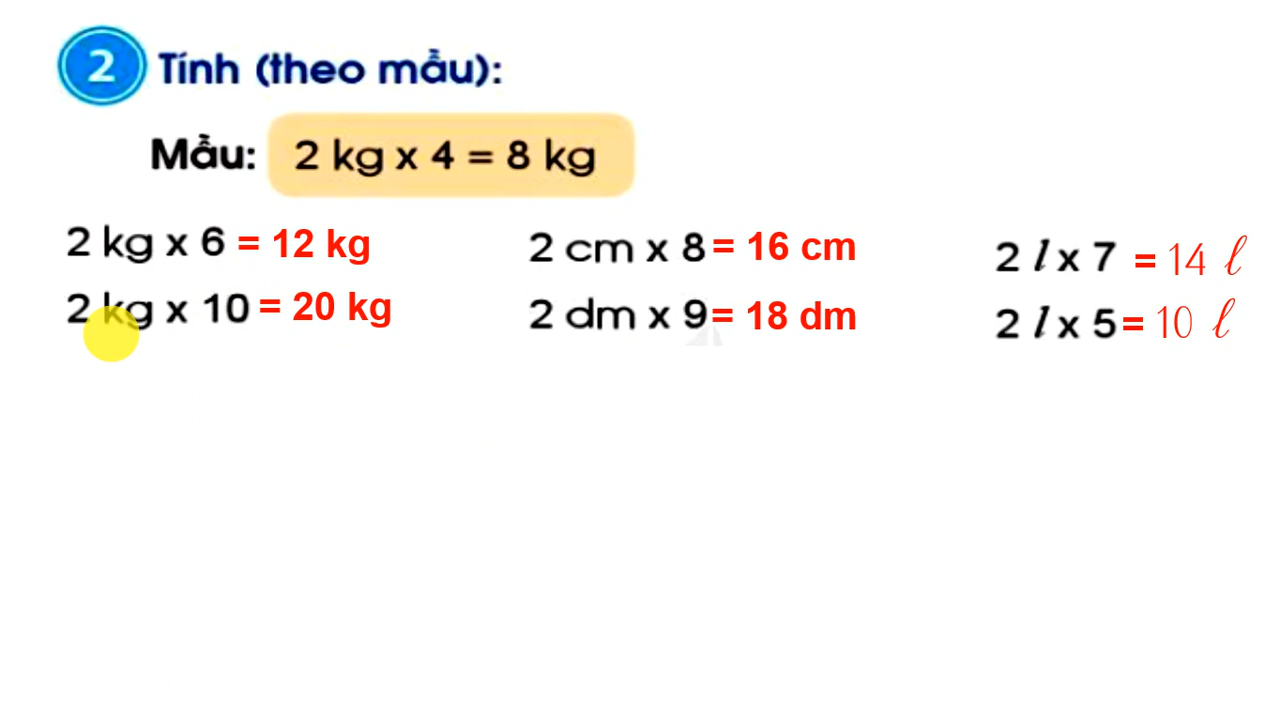 2 Tính (theo mẫu):
Mẫu: 2 kg x 4 = 8 kg
2 kg x 6 = 12 kg
2 kg x 10 = 20 kg
2 cm x 8 = 16 cm
2 dm x 9 = 18 dm
2 l x 7 = 14 ℓ
2 l x 5 = 10 ℓ